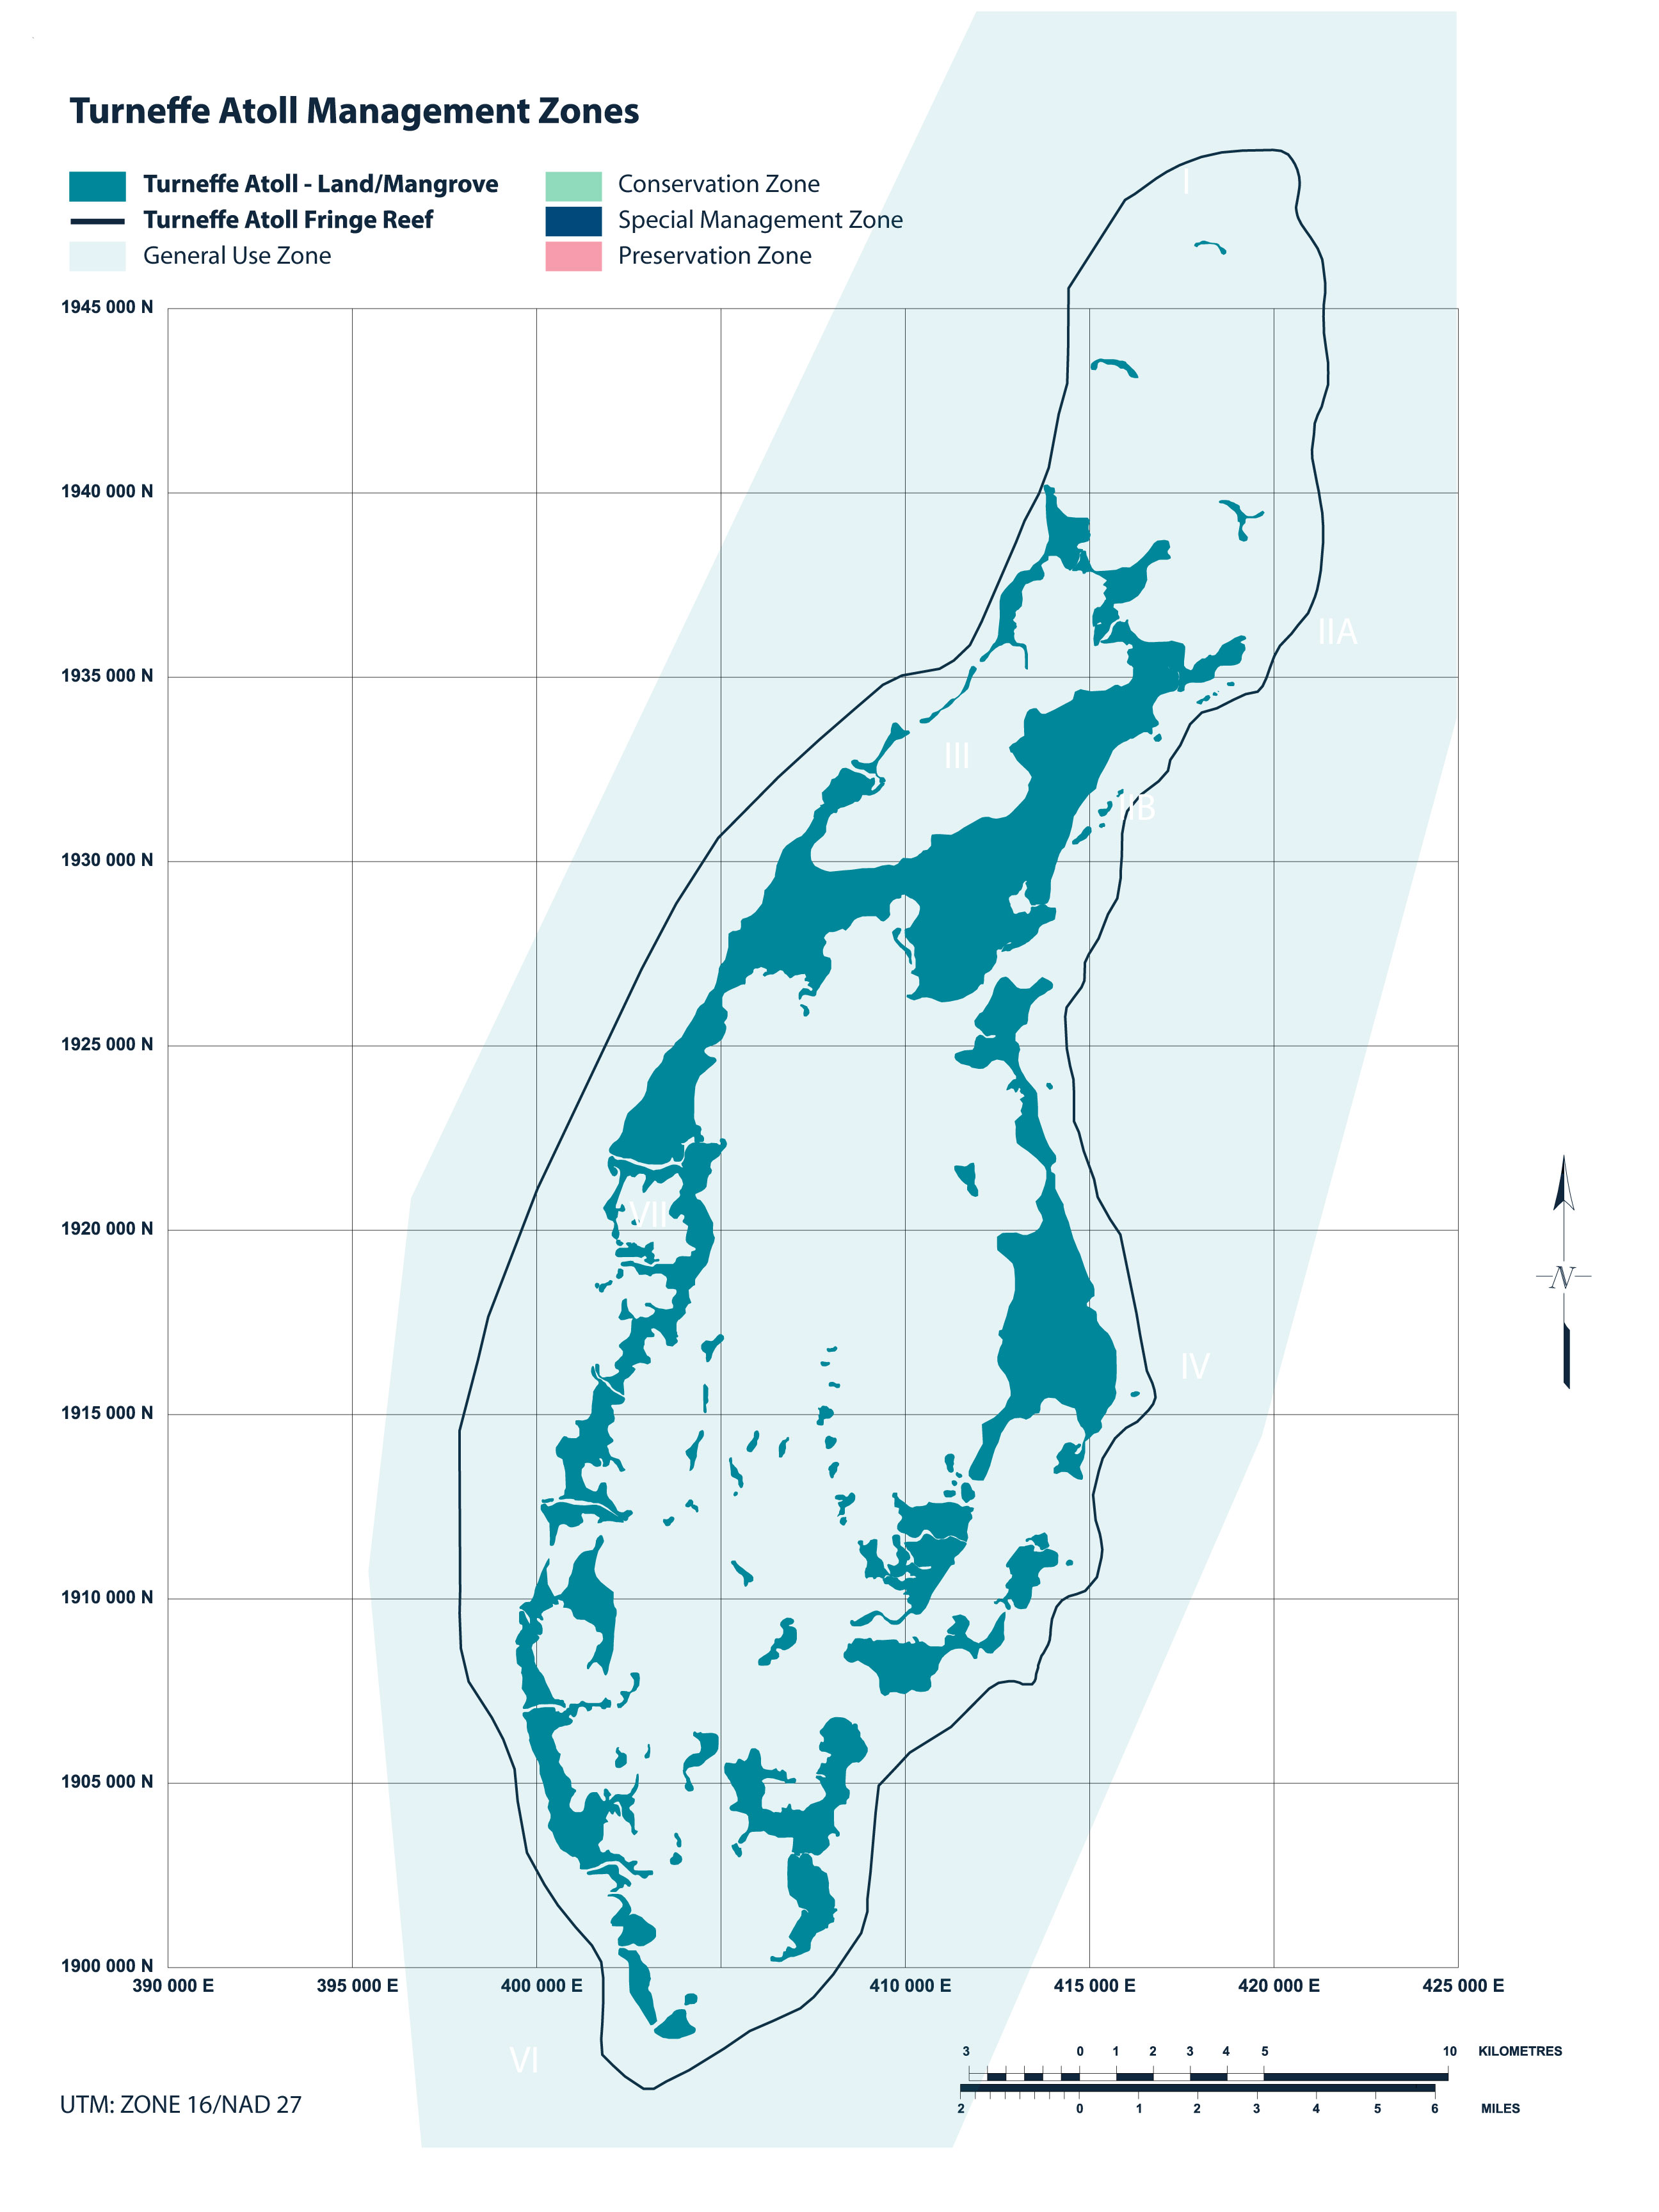 Turneffe Atoll Management Zones
Turneffe Atoll - Land/Mangrove
Conservation Zone
Turneffe Atoll Fringe Reef
Special Management Zone
General Use Zone
Preservation Zone
I
1945 000 N
1940 000 N
IIA
1935 000 N
III
IIB
1930 000 N
1925 000 N
VII
1920 000 N
N
IV
1915 000 N
1910 000 N
1905 000 N
1900 000 N
390 000 E
395 000 E
400 000 E
410 000 E
415 000 E
420 000 E
425 000 E
VI
3 0 1 2 3 4 5 10 KILOMETRES
2 0 1 2 3 4 5 6 MILES
UTM: ZONE 16/NAD 27